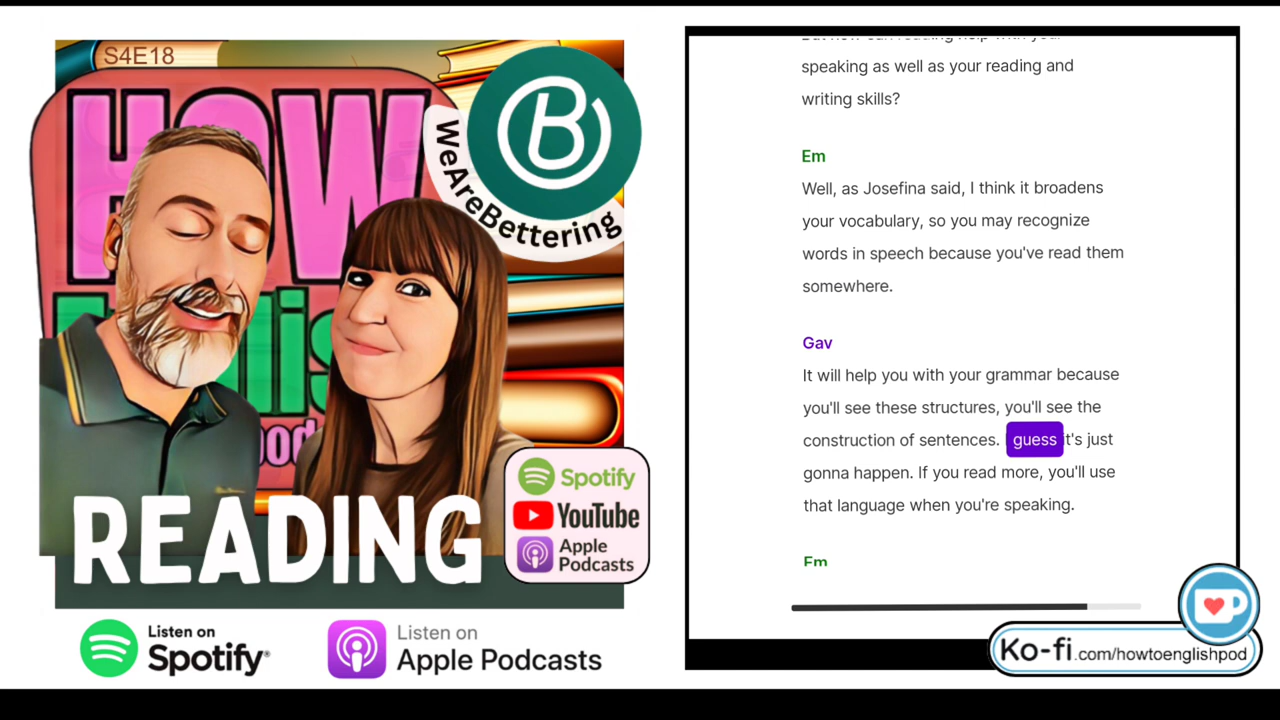 S4E18
HOW
WeAreBettering
B
READING
Spotify
YouTube
Apple
Podcasts
Listen on
Spotify
Listen on
Apple Podcasts
speaking as well as your reading and
writing skills?
Em
Well, as Josefina said, I think it broadens
your vocabulary, so you may recognize
words in speech because you've read them
somewhere.
Gav
It will help you with your grammar because
you'll see these structures, you'll see the
construction of sentences. guess it's just
gonna happen. If you read more, you'll use
that language when you're speaking.
Em
Ko-fi.com/howtoenglishpod